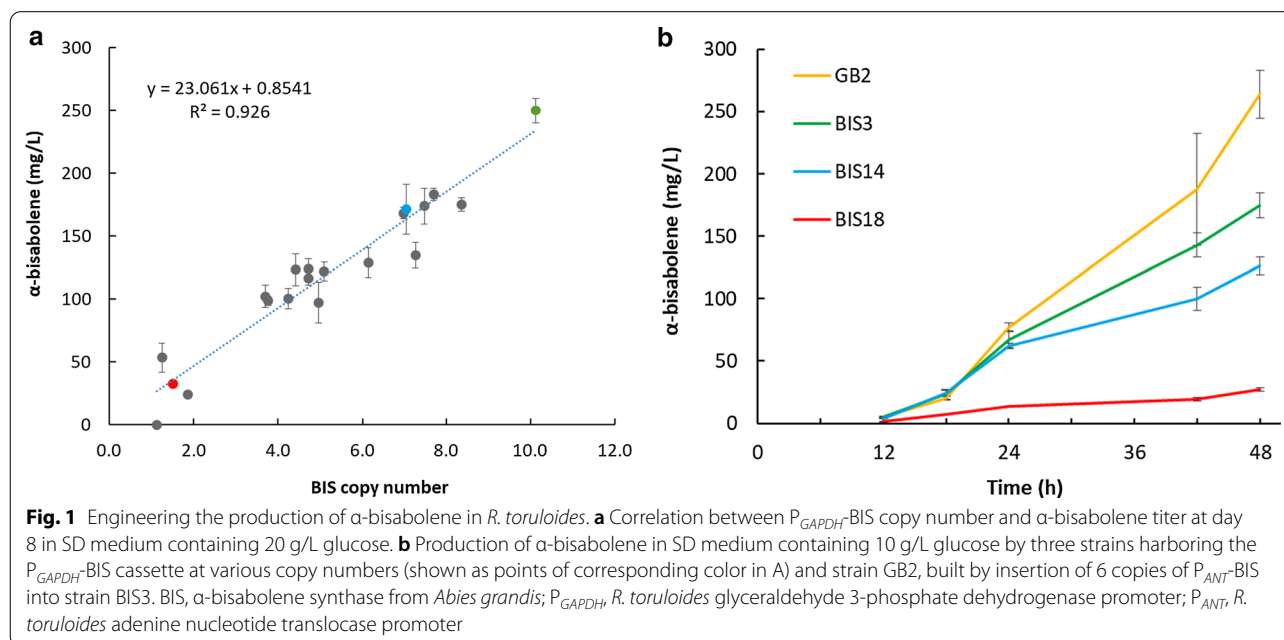 a
300
250
200
150
100
50
0
α-bisabolene (mg/L)
y = 23.061x + 0.8541
R² = 0.926
0.0 2.0 4.0 6.0 8.0 10.0 12.0
BIS copy number
b
300
250
200
150
100
50
0
α-bisabolene (mg/L)
GB2
BIS3
BIS14
BIS18
0 12 24 36 48
Time (h)
Fig. 1 Engineering the production of α-bisabolene in R. toruloides. a Correlation between P_GAPDH-BIS copy number and α-bisabolene titer at day
8 in SD medium containing 20 g/L glucose. b Production of α-bisabolene in SD medium containing 10 g/L glucose by three strains harboring the
P_GAPDH-BIS cassette at various copy numbers (shown as points of corresponding color in A) and strain GB2, built by insertion of 6 copies of P_ANT-BIS
into strain BIS3. BIS, α-bisabolene synthase from Abies grandis; P_GAPDH, R. toruloides glyceraldehyde 3-phosphate dehydrogenase promoter; P_ANT, R.
toruloides adenine nucleotide translocase promoter